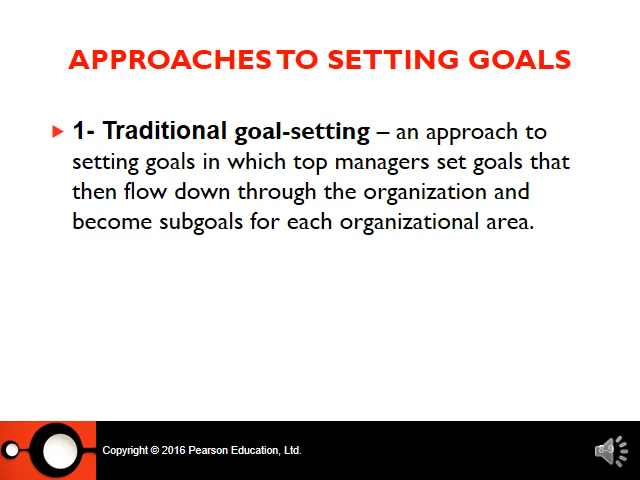 APPROACHES TO SETTING GOALS
1- Traditional goal-setting – an approach to
setting goals in which top managers set goals that
then flow down through the organization and
become subgoals for each organizational area.
Copyright © 2016 Pearson Education, Ltd.
8-9